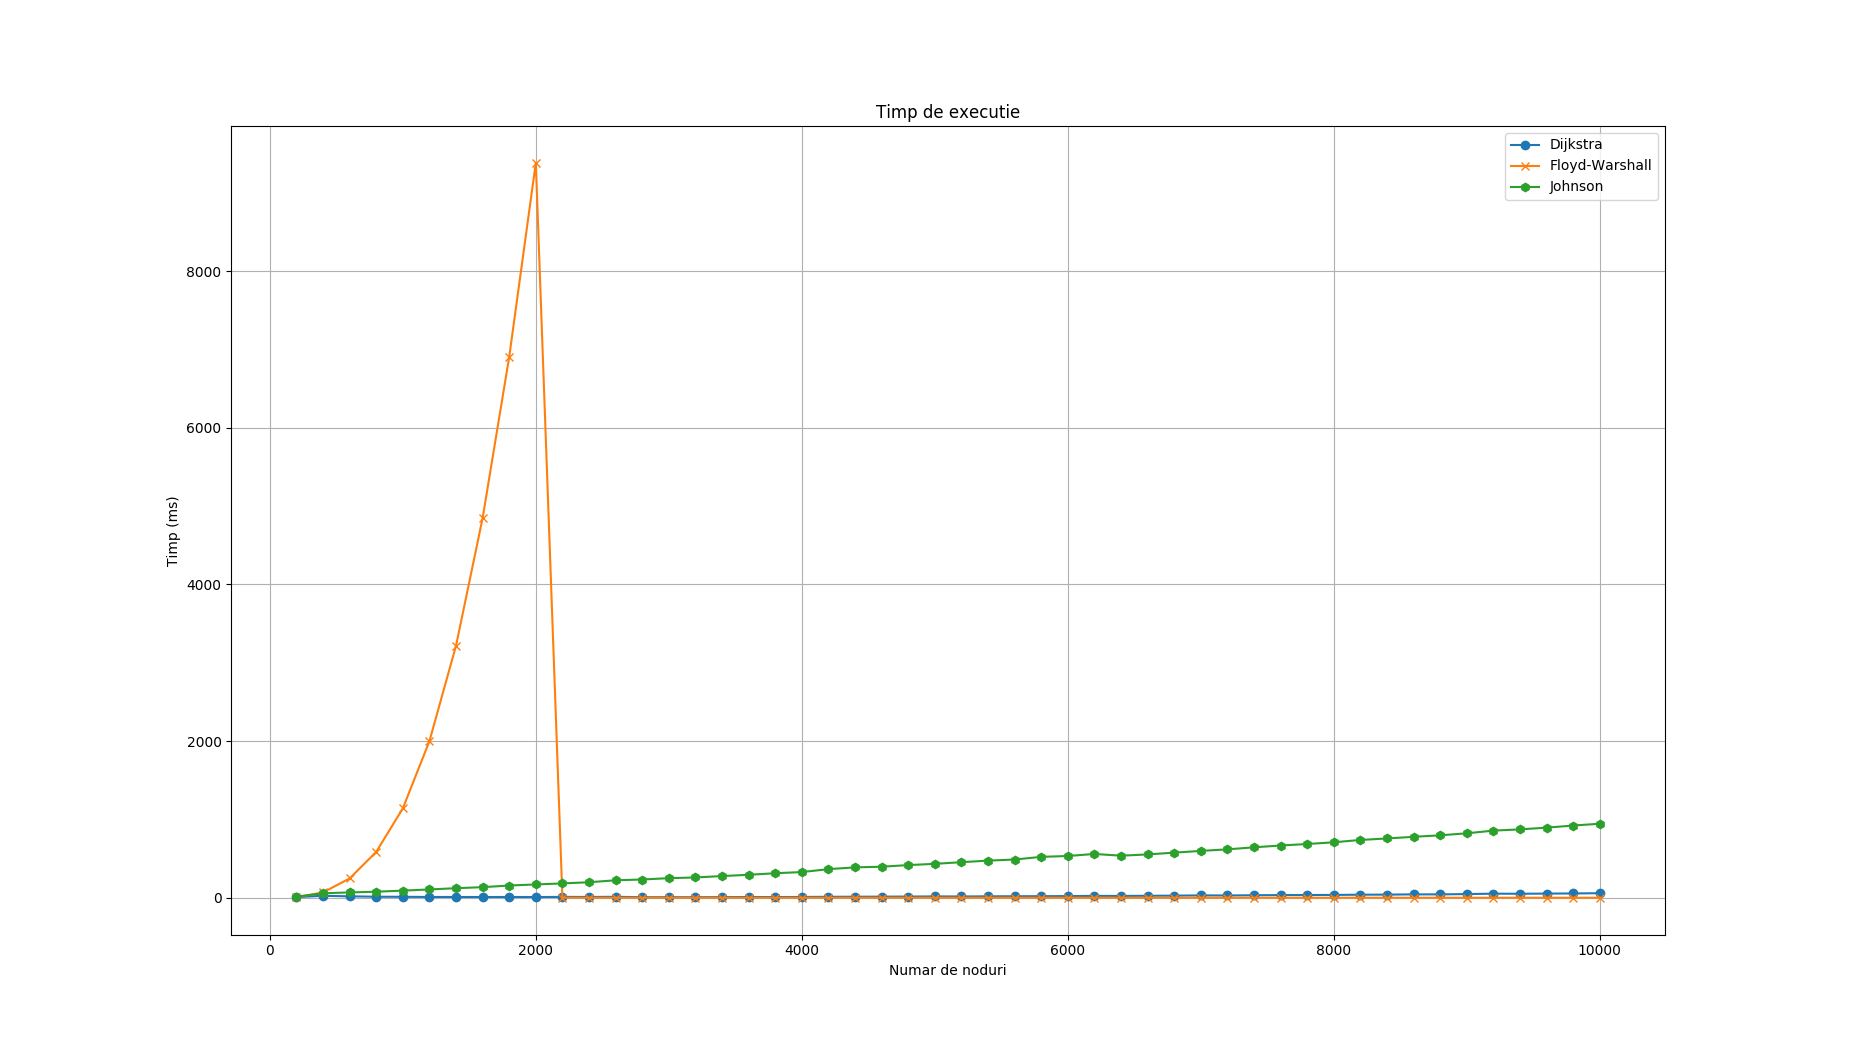 Timp de executie
Dijkstra
Floyd-Warshall
Johnson
Timp (ms)
8000
6000
4000
2000
0
0 2000 4000 6000 8000 10000
Numar de noduri